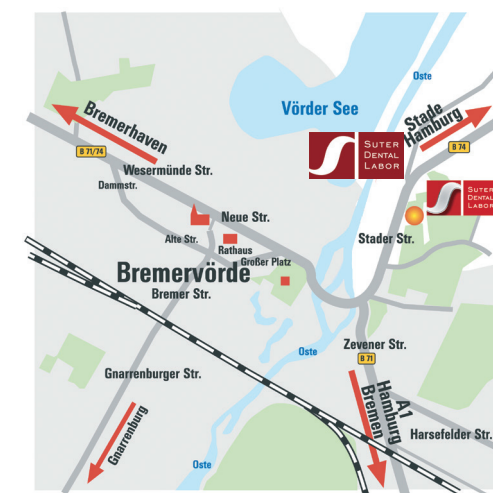 Oste
Vörder See
Stade
Hamburg
Bremerhaven
B 74
B 71/74
SUTER
DENTAL
LABOR
Wesermünde Str.
Dammstr.
SUTER
DENTAL
LABOR
Neue Str.
Alte Str.
Rathaus
Stader Str.
Großer Platz
Bremervörde
Bremer Str.
Zevener Str.
Oste
B 71
Gnarrenburger Str.
A1
Hamburg
Bremen
Gnarrenburg
Harsefelder Str.
Oste